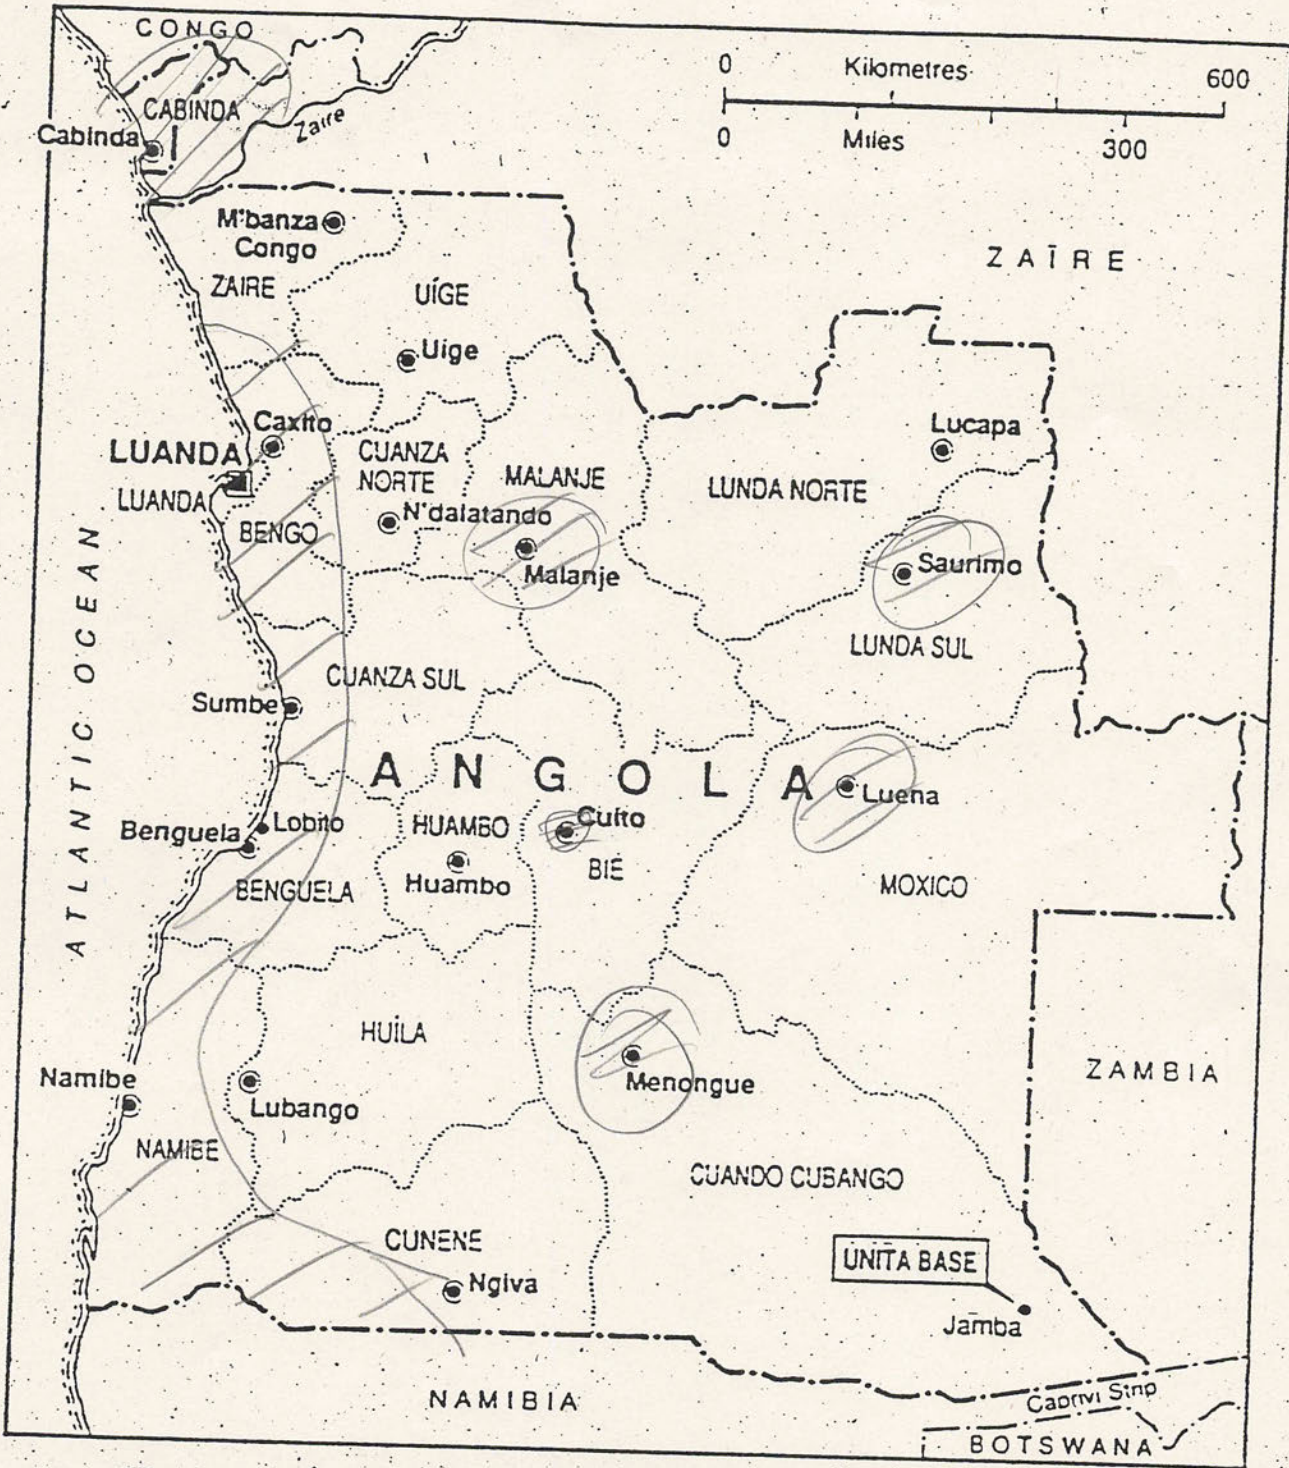 CONGO
0 Kilometres 600
0 Miles 300
CABINDA
Cabinda
Zaire
M'banza
Congo
ZAIRE
UÍGE
ZAÏRE
Uige
Caxito
LUANDA
LUANDA
CUANZA
NORTE
MALANJE
LUNDA NORTE
Lucapa
BENGO
N'dalatando
Malanje
Saurimo
LUNDA SUL
ATLANTIC OCEAN
CUANZA SUL
Sumbe
ANGOLA
Luena
Lobito
Benguela
HUAMBO
Cuito
BIE
Huambo
BENGUELA
MOXICO
HUÍLA
ZAMBIA
Namibe
Lubango
Menongue
NAMIBE
CUANDO CUBANGO
CUNENE
Ngiva
UNITA BASE
Jamba
NAMIBIA
Caprivi Strip
BOTSWANA